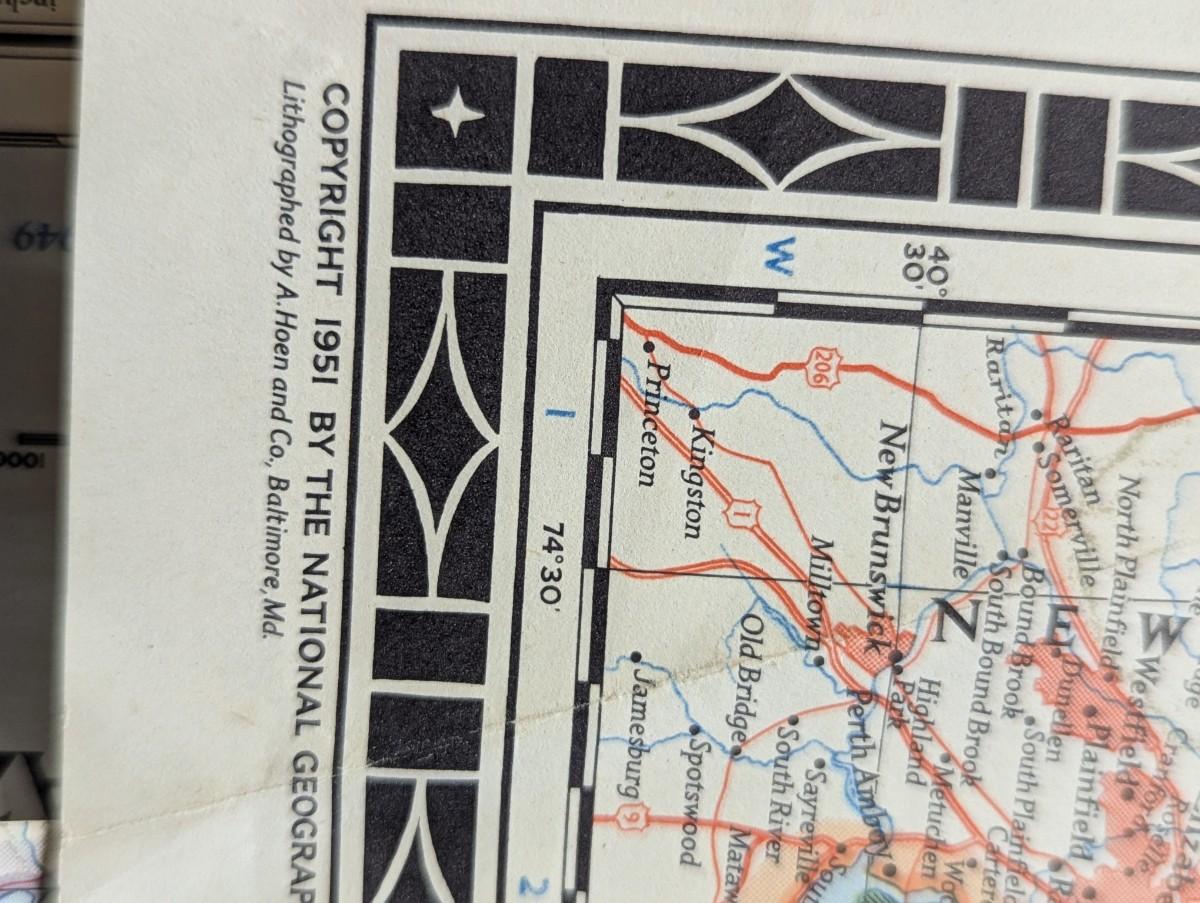 W
40°
30'
206
Raritan
Raritan
Somerville
North Plainfield
Manville
22
New Brunswick
Princeton
Kingston
1
Milltown
Bound Brook
South Bound Brook
N
E
W
Westfield
Dunellen
Plainfield
South Plainfield
Highland
Park
Metuchen
Old Bridge
Perth Amboy
Sayreville
South River
Jamesburg
Spotswood
9
1
74°30'
2
COPYRIGHT 1951 BY THE NATIONAL GEOGRAP
Lithographed by A. Hoen and Co., Baltimore, Md.